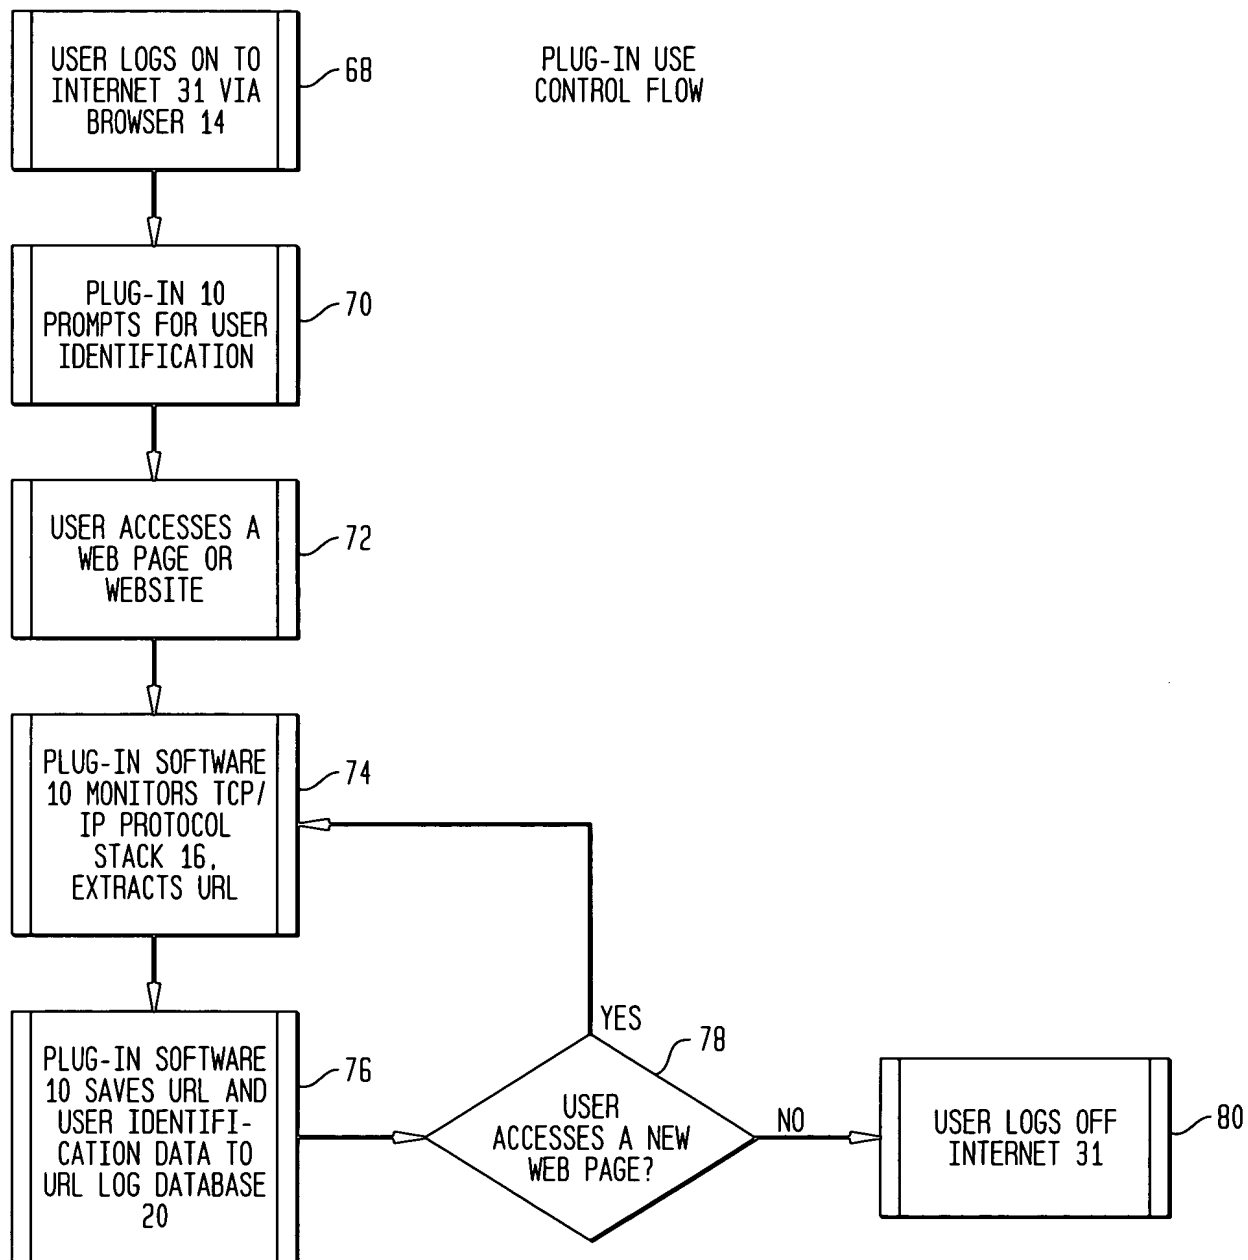 USER LOGS ON TO
INTERNET 31 VIA
BROWSER 14
68
PLUG-IN USE
CONTROL FLOW
PLUG-IN 10
PROMPTS FOR USER
IDENTIFICATION
70
USER ACCESSES A
WEB PAGE OR
WEBSITE
72
PLUG-IN SOFTWARE
10 MONITORS TCP/
IP PROTOCOL
STACK 16,
EXTRACTS URL
74
PLUG-IN SOFTWARE
10 SAVES URL AND
USER IDENTIFI-
CATION DATA TO
URL LOG DATABASE
20
76
YES
78
USER
ACCESSES A NEW
WEB PAGE?
NO
USER LOGS OFF
INTERNET 31
80